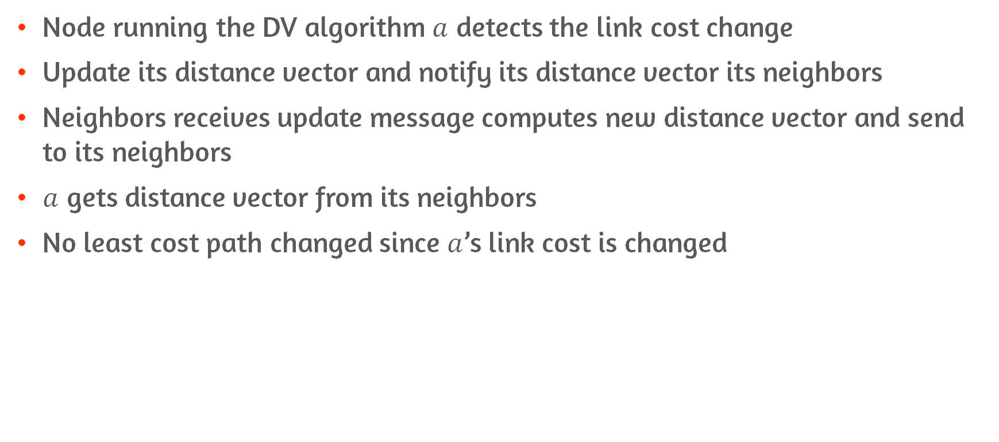 • Node running the DV algorithm a detects the link cost change
• Update its distance vector and notify its distance vector its neighbors
• Neighbors receives update message computes new distance vector and send
to its neighbors
• a gets distance vector from its neighbors
• No least cost path changed since a’s link cost is changed